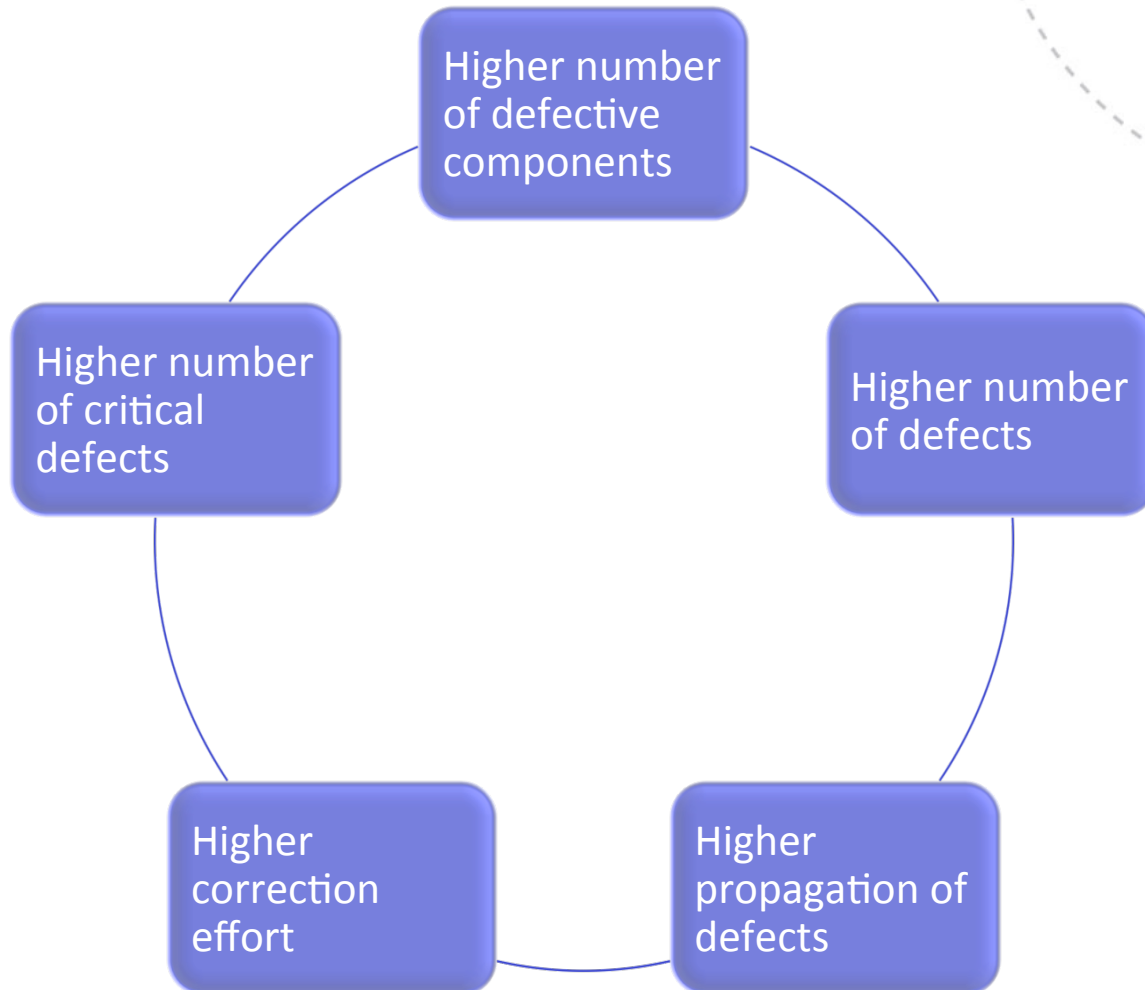 Higher number
of defective
components
Higher number
of defects
Higher
propagation of
defects
Higher
correction
effort
Higher number
of critical
defects